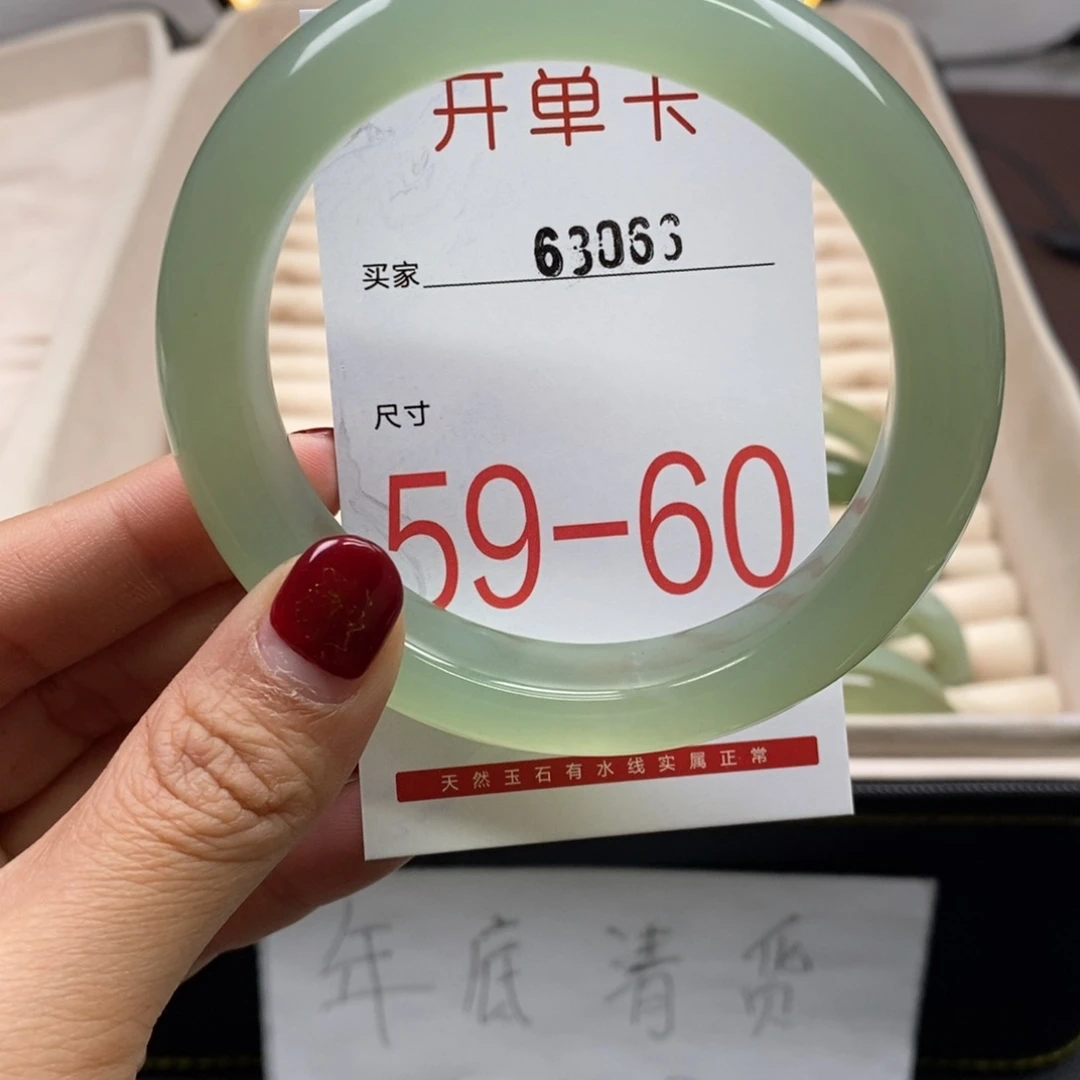 开单卡
买家 63063
尺寸
59-60
天然玉石有水线实属正常
年底清货